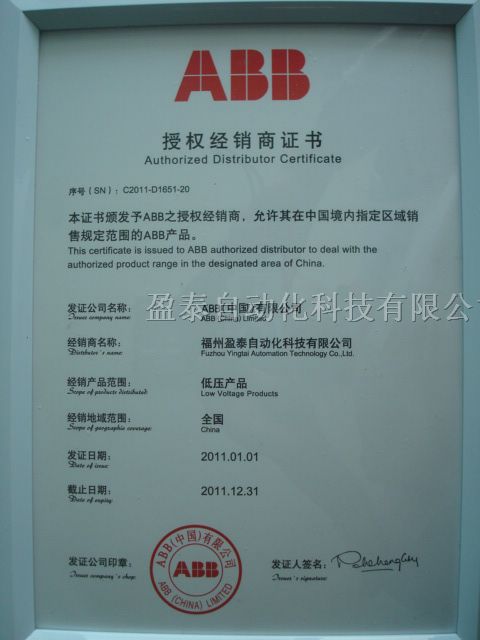 ABB
授权经销商证书
Authorized Distributor Certificate
序号（SN）：C2011-D1651-20
本证书颁发予ABB之授权经销商，允许其在中国境内指定区域销
售规定范围的ABB产品。
This certificate is issued to ABB authorized distributor to deal with the
authorized product range in the designated area of China.
盈泰自动化科技有限公
发证公司名称： ABB(中国)有限公司
Issuer company name: ABB (China) Limited
经销商名称： 福州盈泰自动化科技有限公司
Distributor's name: Fuzhou Yingtai Automation Technology Co.,Ltd.
经销产品范围： 低压产品
Scope of products distributed: Low Voltage Products
经销地域范围： 全国
Scope of geographic coverage: China
发证日期： 2011.01.01
Date of issue:
截止日期： 2011.12.31
Date of expiry:
ABB(中国)有限公司
ABB
ABB (CHINA) LIMITED
发证公司印章： 发证人签名：
Issuer company's chop: Issuer's signature: